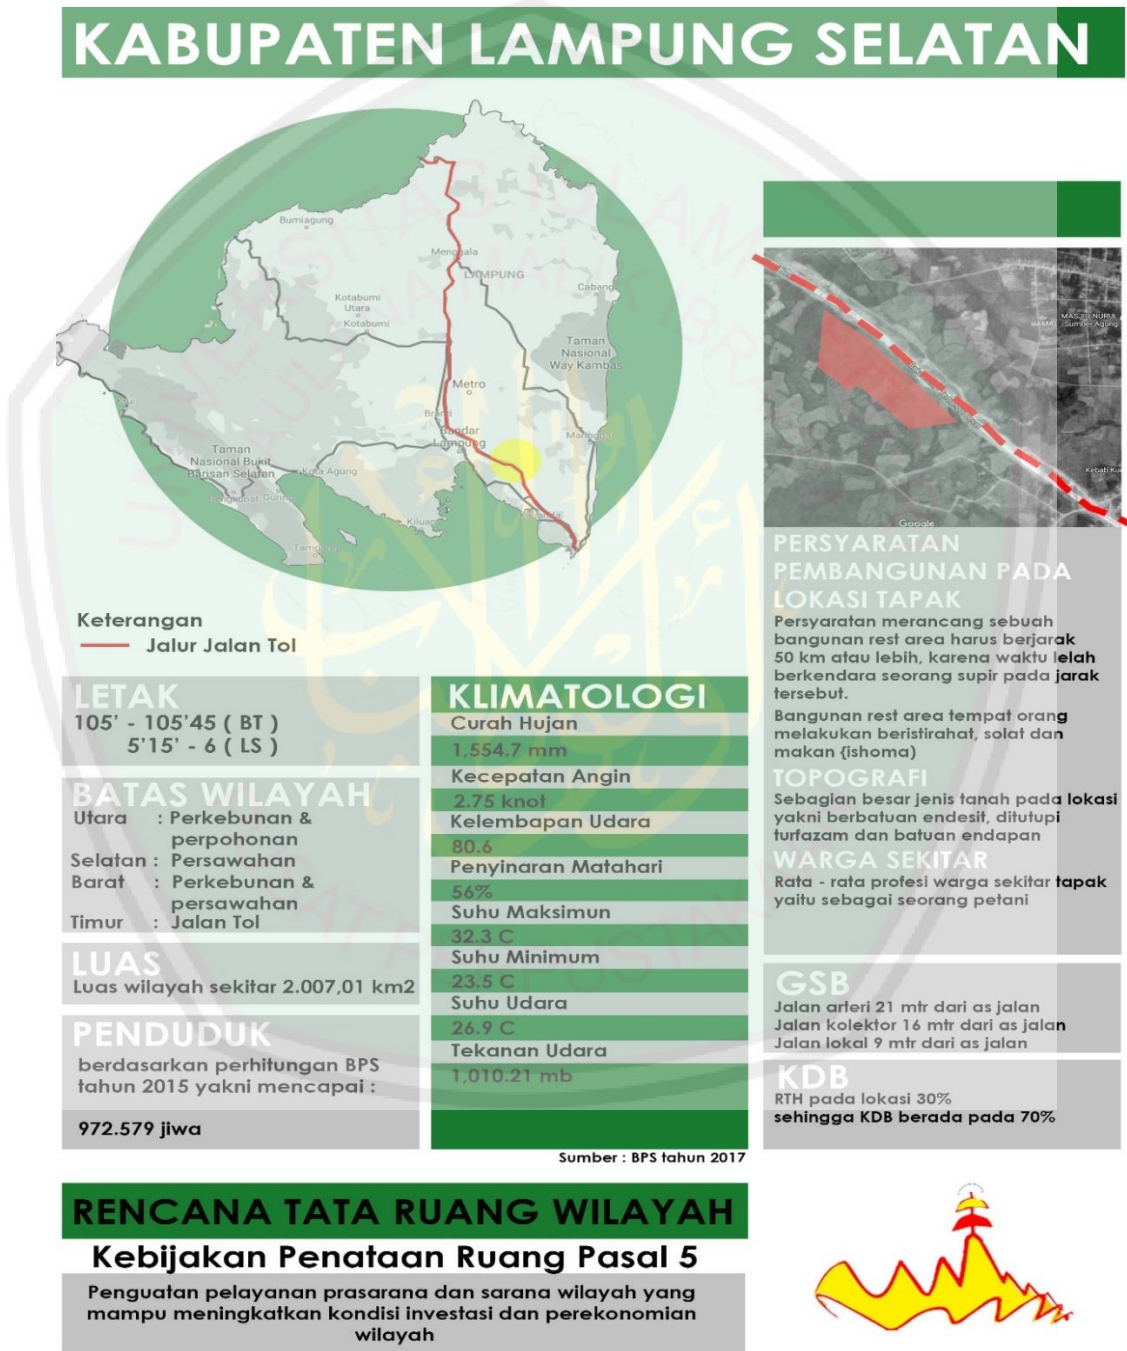 KABUPATEN LAMPUNG SELATAN
Bumiagung
Menggala
LAMPUNG
Cabang
Kotabumi
Utara
Kotabumi
Taman
Nasional
Way Kambas
Metro
Bandar
Lampung
Taman
Nasional Bukit
Barisan Selatan
Kota Agung
Kiluan
Keterangan
Jalur Jalan Tol
MASJID NURUL
Sumber Agung
Google
LETAK
105' - 105'45 ( BT )
5'15' - 6 ( LS )
BATAS WILAYAH
Utara : Perkebunan &
perpohonan
Selatan : Persawahan
Barat : Perkebunan &
persawahan
Timur : Jalan Tol
LUAS
Luas wilayah sekitar 2.007,01 km2
PENDUDUK
berdasarkan perhitungan BPS
tahun 2015 yakni mencapai :
972.579 jiwa
KLIMATOLOGI
Curah Hujan
1,554.7 mm
Kecepatan Angin
2.75 knot
Kelembapan Udara
80.6
Penyinaran Matahari
56%
Suhu Maksimun
32.3 C
Suhu Minimum
23.5 C
Suhu Udara
26.9 C
Tekanan Udara
1,010.21 mb
Sumber : BPS tahun 2017
PERSYARATAN
PEMBANGUNAN PADA
LOKASI TAPAK
Persyaratan merancang sebuah
bangunan rest area harus berjarak
50 km atau lebih, karena waktu lelah
berkendara seorang supir pada jarak
tersebut.
Bangunan rest area tempat orang
melakukan beristirahat, solat dan
makan {ishoma)
TOPOGRAFI
Sebagian besar jenis tanah pada lokasi
yakni berbatuan endesit, ditutupi
turfazam dan batuan endapan
WARGA SEKITAR
Rata - rata profesi warga sekitar tapak
yaitu sebagai seorang petani
GSB
Jalan arteri 21 mtr dari as jalan
Jalan kolektor 16 mtr dari as jalan
Jalan lokal 9 mtr dari as jalan
KDB
RTH pada lokasi 30%
sehingga KDB berada pada 70%
RENCANA TATA RUANG WILAYAH
Kebijakan Penataan Ruang Pasal 5
Penguatan pelayanan prasarana dan sarana wilayah yang
mampu meningkatkan kondisi investasi dan perekonomian
wilayah